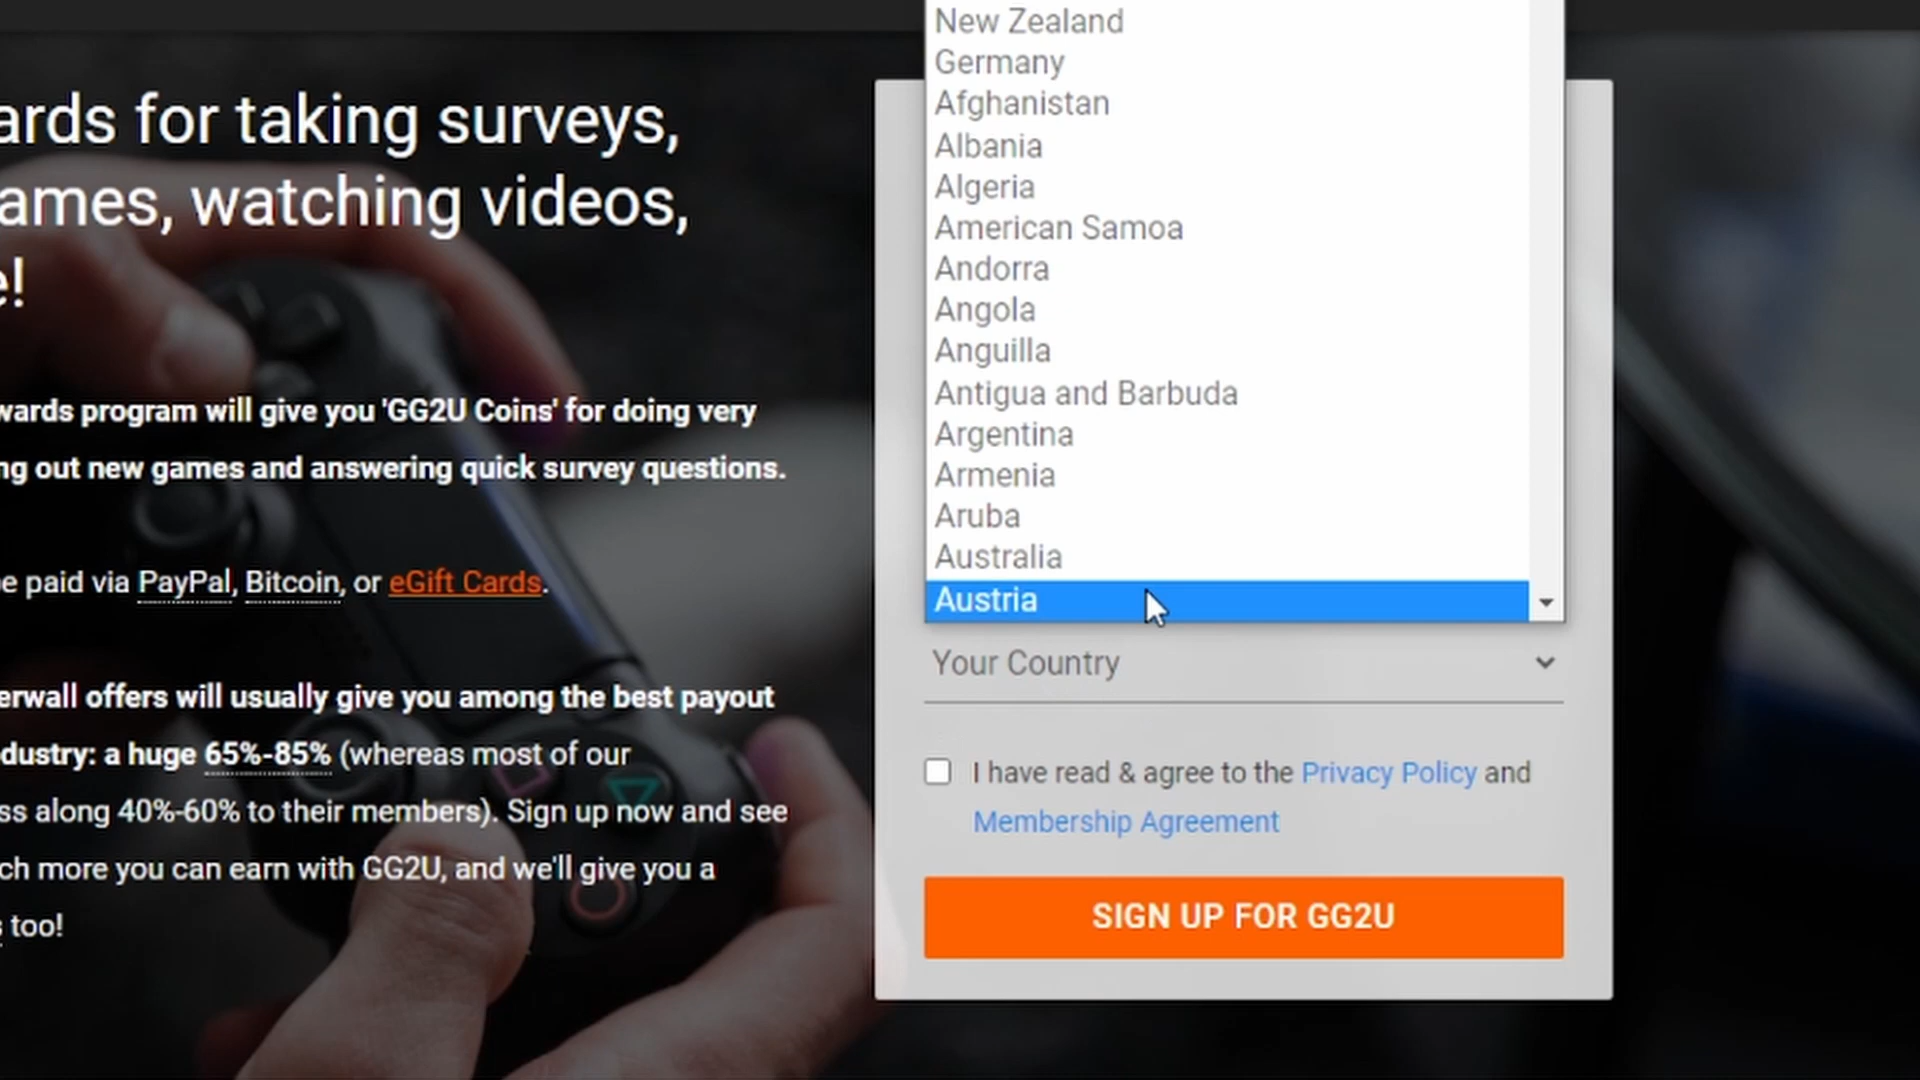 ards for taking surveys,
ames, watching videos,
e!
wards program will give you 'GG2U Coins' for doing very
ng out new games and answering quick survey questions.
e paid via PayPal, Bitcoin, or eGift Cards.
erwall offers will usually give you among the best payout
dustry: a huge 65%-85% (whereas most of our
ss along 40%-60% to their members). Sign up now and see
ch more you can earn with GG2U, and we'll give you a
s too!
New Zealand
Germany
Afghanistan
Albania
Algeria
American Samoa
Andorra
Angola
Anguilla
Antigua and Barbuda
Argentina
Armenia
Aruba
Australia
Austria
Your Country
I have read & agree to the Privacy Policy and
Membership Agreement
SIGN UP FOR GG2U